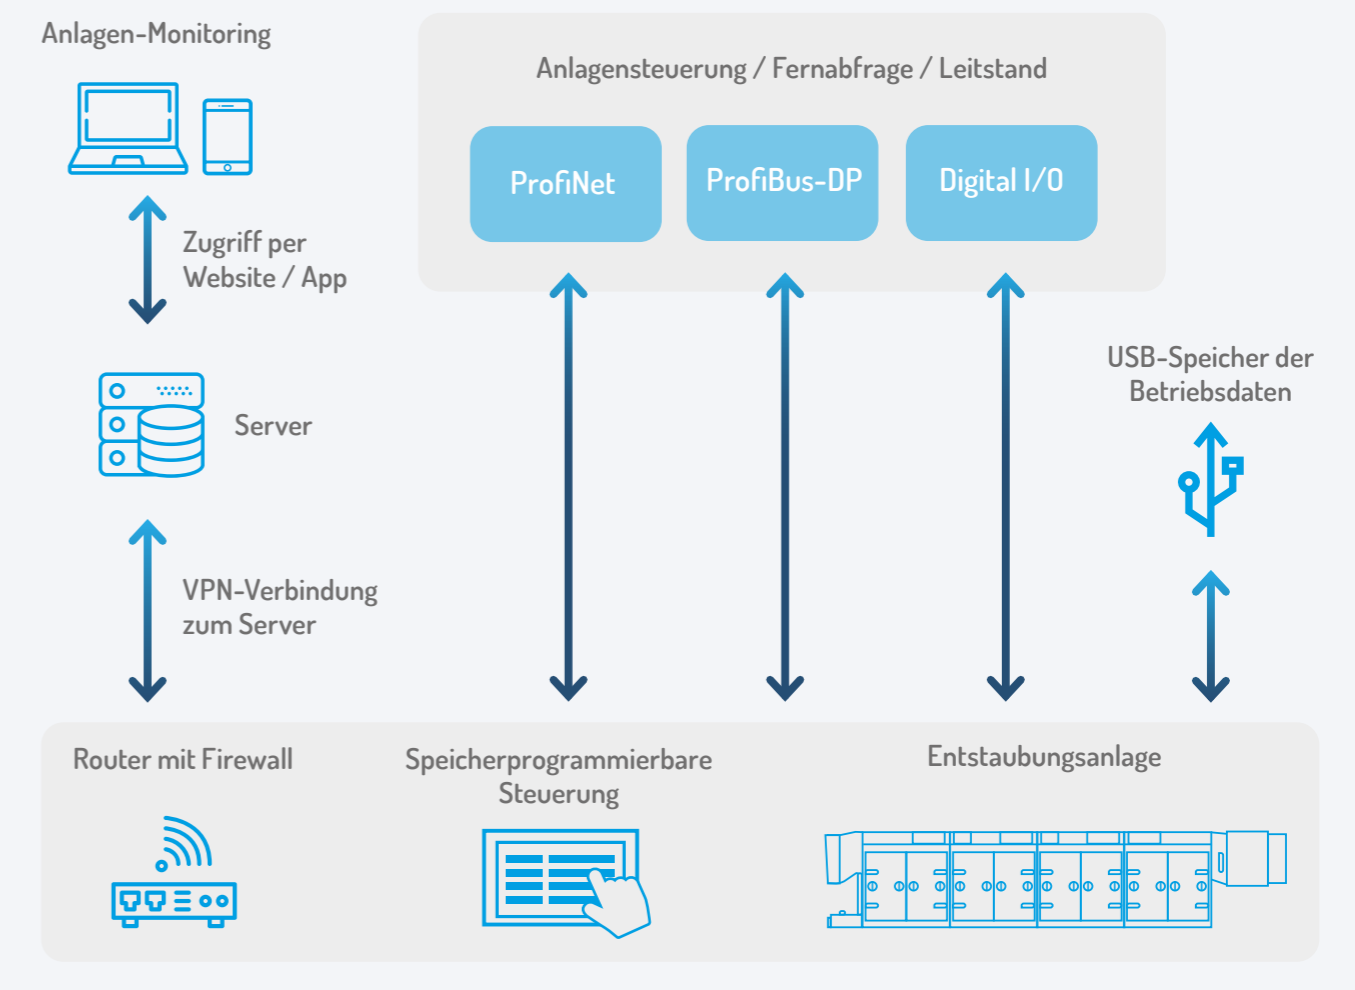 Anlagen-Monitoring
Anlagensteuerung / Fernabfrage / Leitstand
ProfiNet
ProfiBus-DP
Digital I/O
Zugriff per
Website / App
USB-Speicher der
Betriebsdaten
Server
VPN-Verbindung
zum Server
Router mit Firewall
Speicherprogrammierbare
Steuerung
Entstaubungsanlage